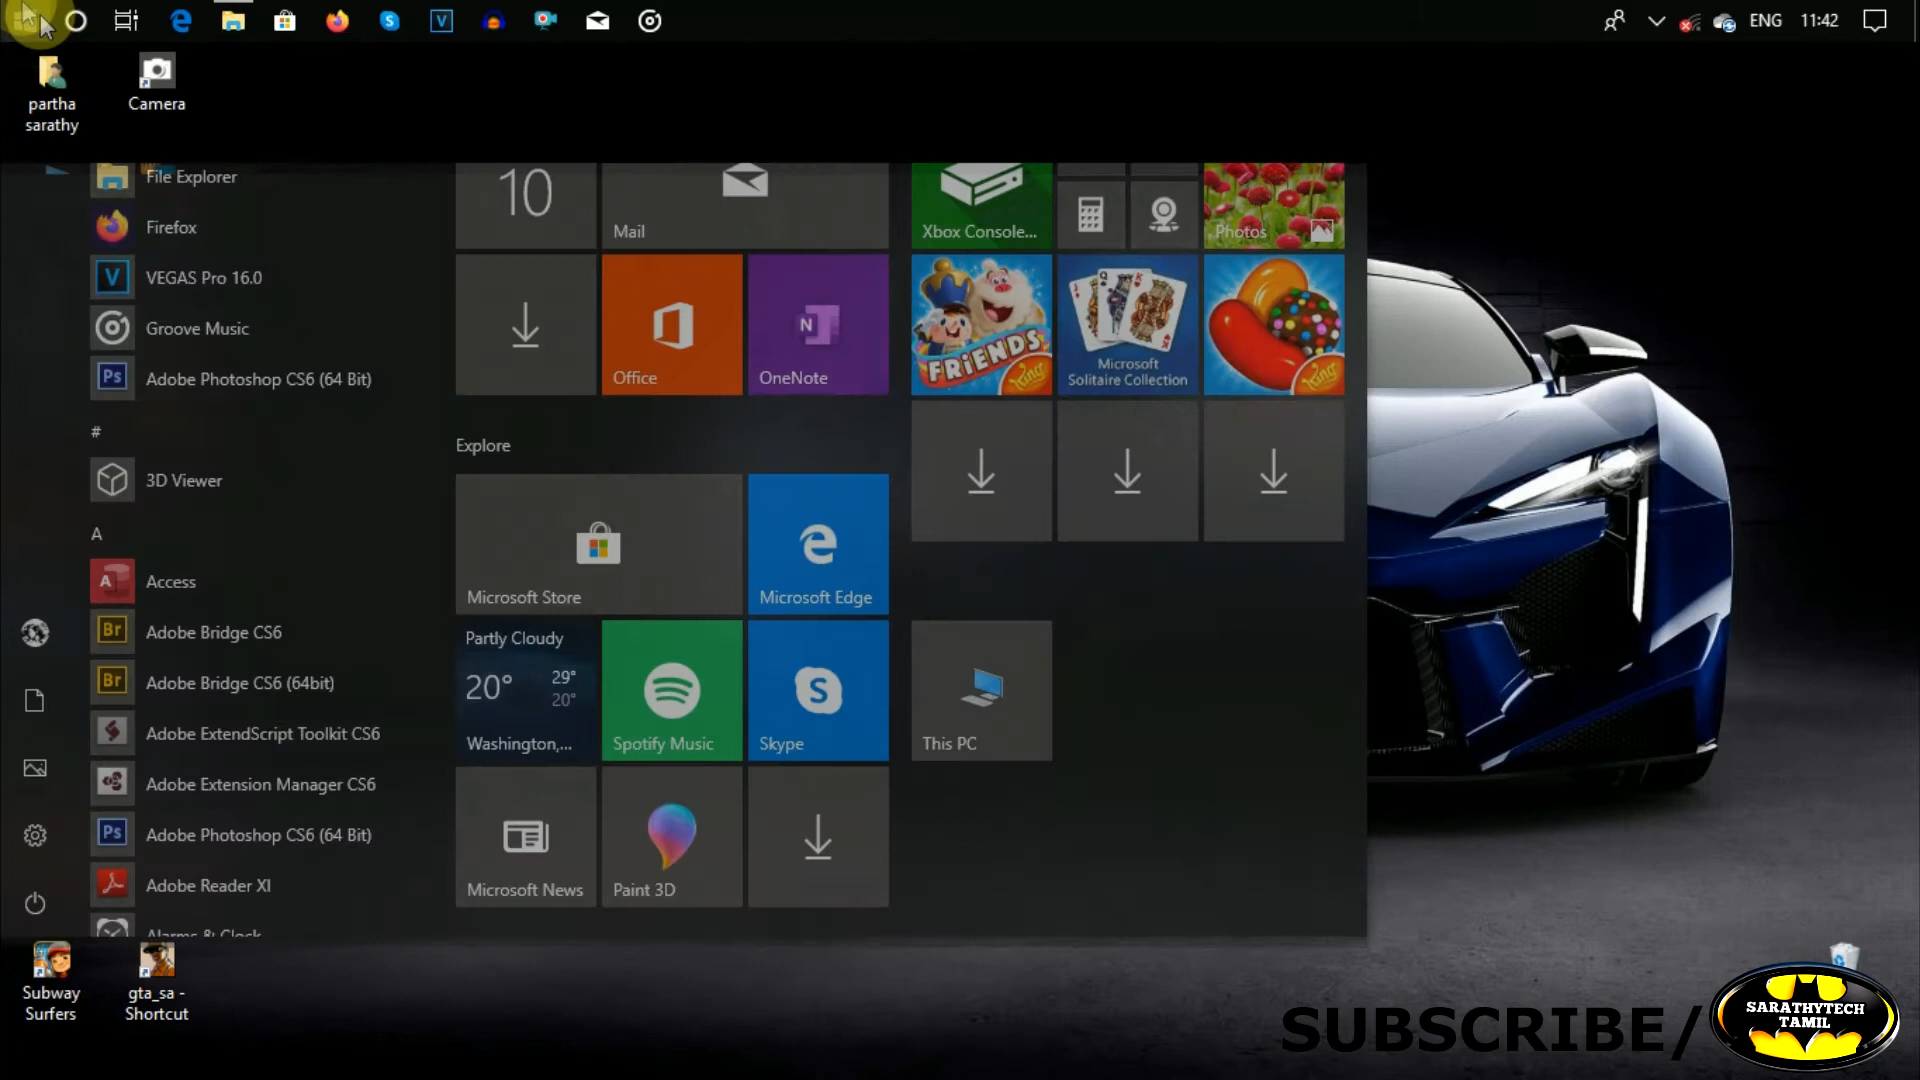 ENG 11:42
partha
sarathy
Camera
File Explorer
Firefox
VEGAS Pro 16.0
Groove Music
Adobe Photoshop CS6 (64 Bit)
#
3D Viewer
A
Access
Adobe Bridge CS6
Adobe Bridge CS6 (64bit)
Adobe ExtendScript Toolkit CS6
Adobe Extension Manager CS6
Adobe Photoshop CS6 (64 Bit)
Adobe Reader XI
Alarms & Clock
10
Mail
Office
OneNote
Explore
Microsoft Store
Microsoft Edge
Partly Cloudy
20° 29°
20°
Washington,...
Spotify Music
Skype
Microsoft News
Paint 3D
Xbox Console...
Photos
FRIENDS
King
Microsoft
Solitaire Collection
King
This PC
Subway
Surfers
gta_sa -
Shortcut
SUBSCRIBE/
SARATHYTECH
TAMIL